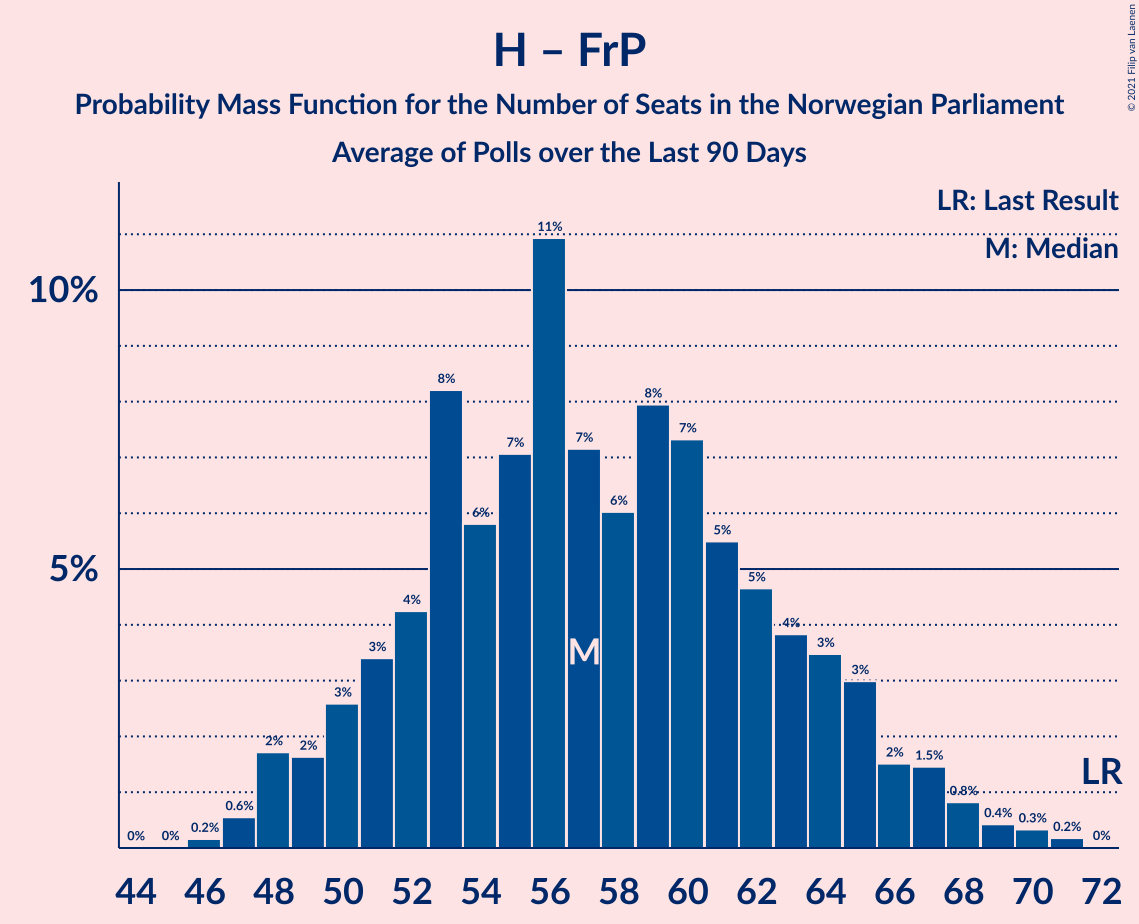 © 2021 Filip van Laenen
H – FrP
Probability Mass Function for the Number of Seats in the Norwegian Parliament
Average of Polls over the Last 90 Days
LR: Last Result
M: Median
10%
5%
0% 0% 0.2% 0.6% 2% 2% 3% 3% 4% 8% 6% 7% 11% 7% 6% 8% 7% 5% 5% 4% 3% 3% 2% 1.5% 0.8% 0.4% 0.3% 0.2% 0%
M
LR
44 46 48 50 52 54 56 58 60 62 64 66 68 70 72